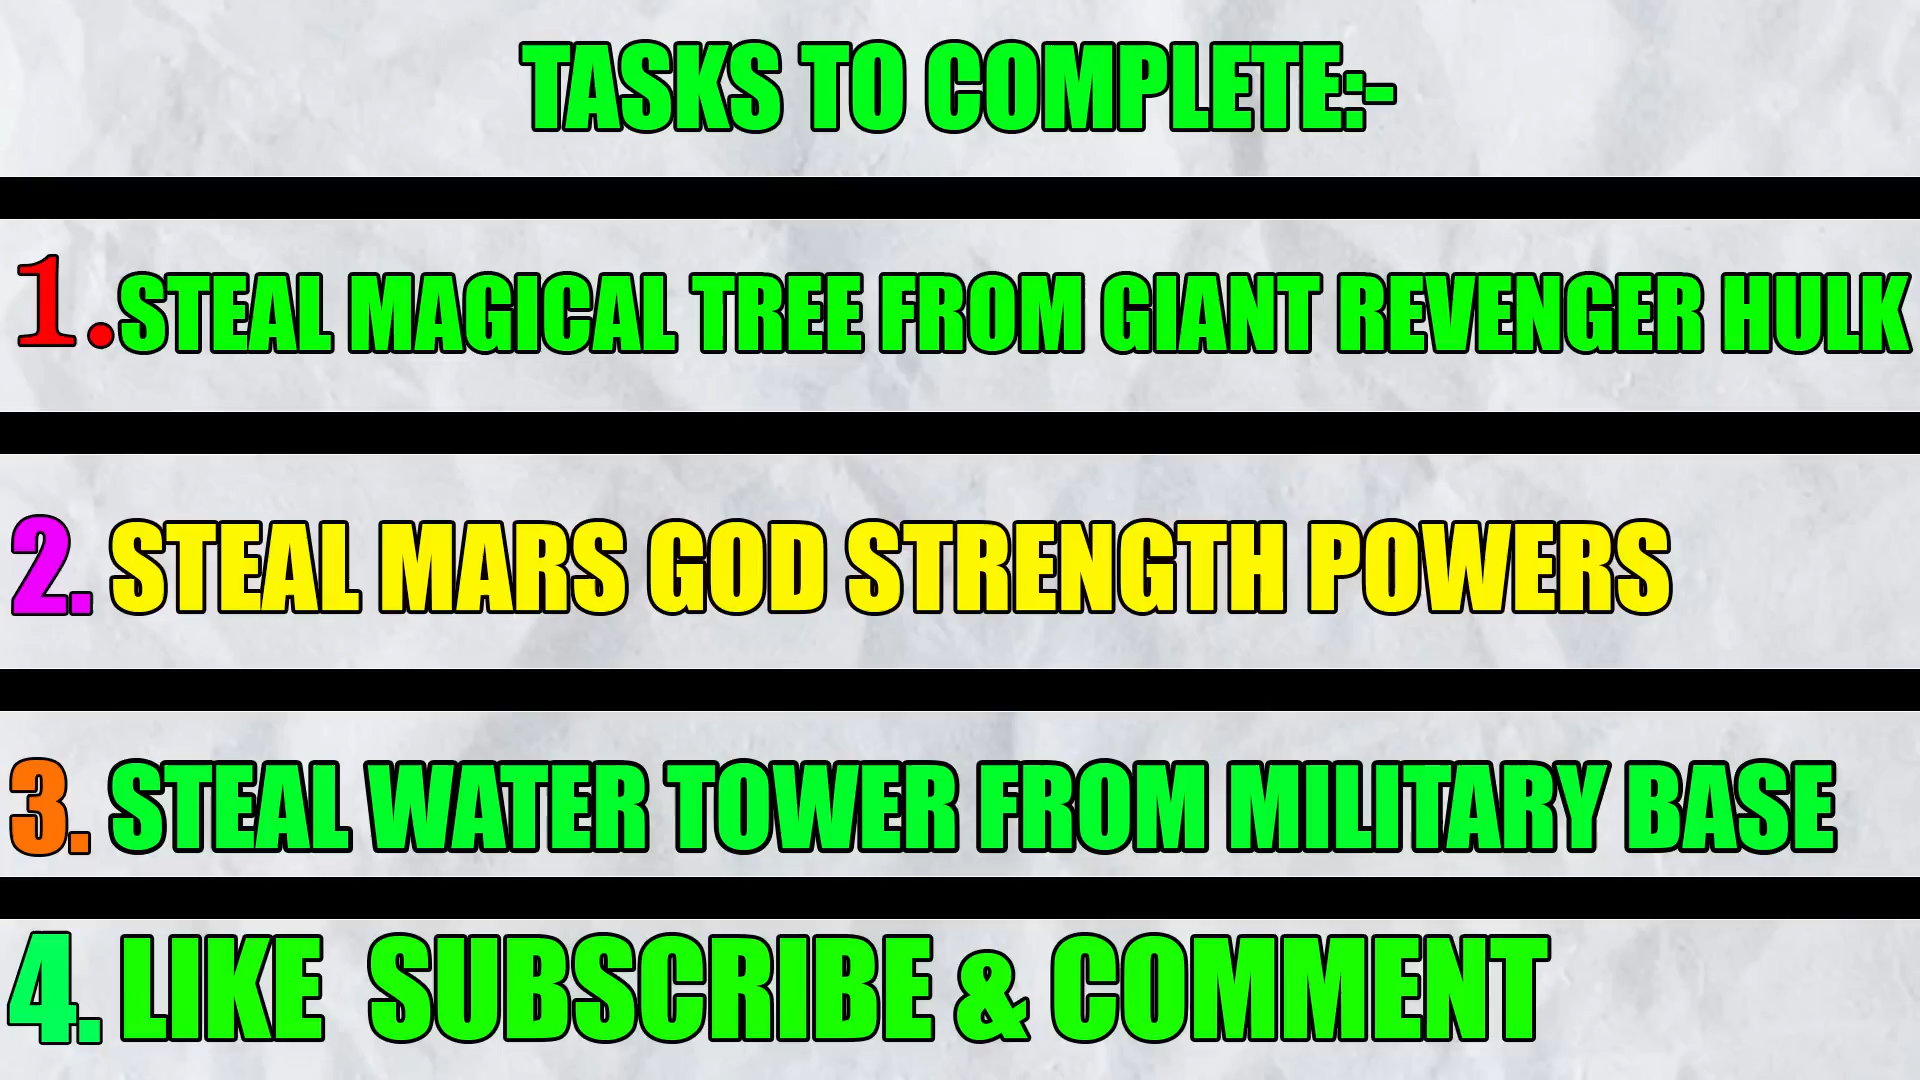 TASKS TO COMPLETE:-
1.STEAL MAGICAL TREE FROM GIANT REVENGER HULK
2. STEAL MARS GOD STRENGTH POWERS
3. STEAL WATER TOWER FROM MILITARY BASE
4. LIKE  SUBSCRIBE & COMMENT